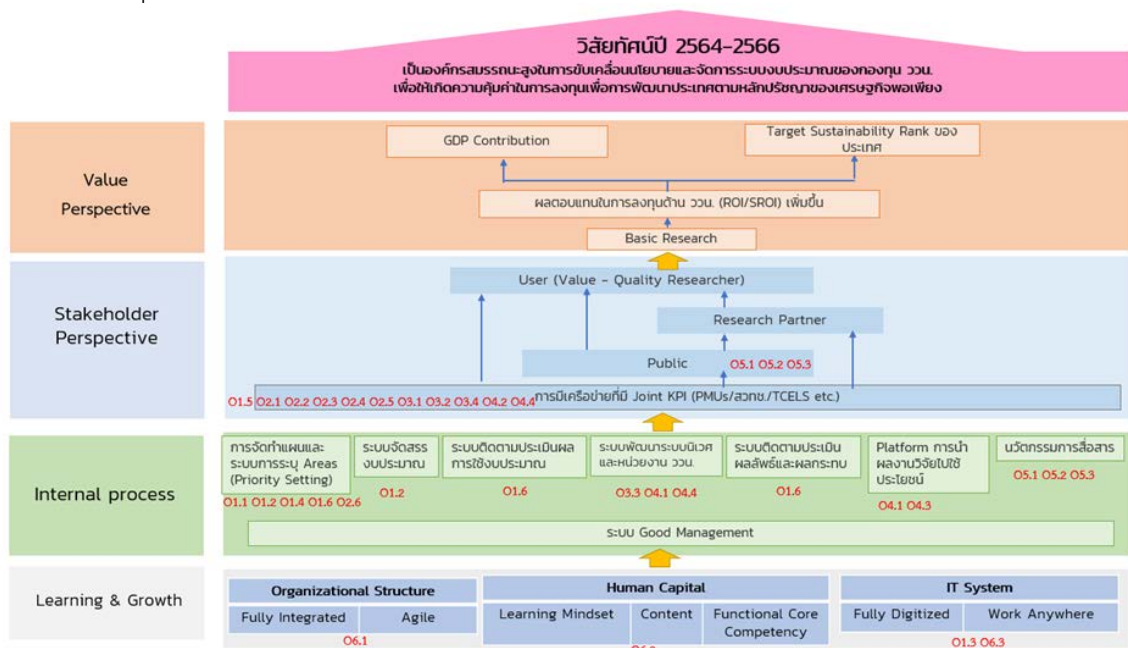 วิสัยทัศน์ปี 2564-2566
เป็นองค์กรสมรรถนะสูงในการขับเคลื่อนนโยบายและจัดการระบบงบประมาณของกองทุน ววน.
เพื่อให้เกิดความคุ้มค่าในการลงทุนเพื่อการพัฒนาประเทศตามหลักปรัชญาของเศรษฐกิจพอเพียง
Value
Perspective
GDP Contribution
Target Sustainability Rank ของ
ประเทศ
ผลตอบแทนในการลงทุนด้าน ววน. (ROI/SROI) เพิ่มขึ้น
Basic Research
Stakeholder
Perspective
User (Value - Quality Researcher)
Research Partner
Public
O5.1 O5.2 O5.3
O1.5 O2.1 O2.2 O2.3 O2.4 O2.5 O3.1 O3.2 O3.4 O4.2 O4.4
การมีเครือข่ายที่มี Joint KPI (PMUs/สวทช./TCELS etc.)
Internal process
การจัดทำแผนและ
ระบบการระบุ Areas
(Priority Setting)
O1.1 O1.2 O1.4 O1.6 O2.6
ระบบจัดสรร
งบประมาณ
O1.2
ระบบติดตามประเมินผล
การใช้งบประมาณ
O1.6
ระบบพัฒนาระบบนิเวศ
และหน่วยงาน ววน.
O3.3 O4.1 O4.4
ระบบติดตามประเมิน
ผลลัพธ์และผลกระทบ
O1.6
Platform การนำ
ผลงานวิจัยไปใช้
ประโยชน์
O4.1 O4.3
นวัตกรรมการสื่อสาร
O5.1 O5.2 O5.3
ระบบ Good Management
Learning & Growth
Organizational Structure
Fully Integrated
Agile
O6.1
Human Capital
Learning Mindset
Content
Functional Core
Competency
IT System
Fully Digitized
Work Anywhere
O1.3 O6.3